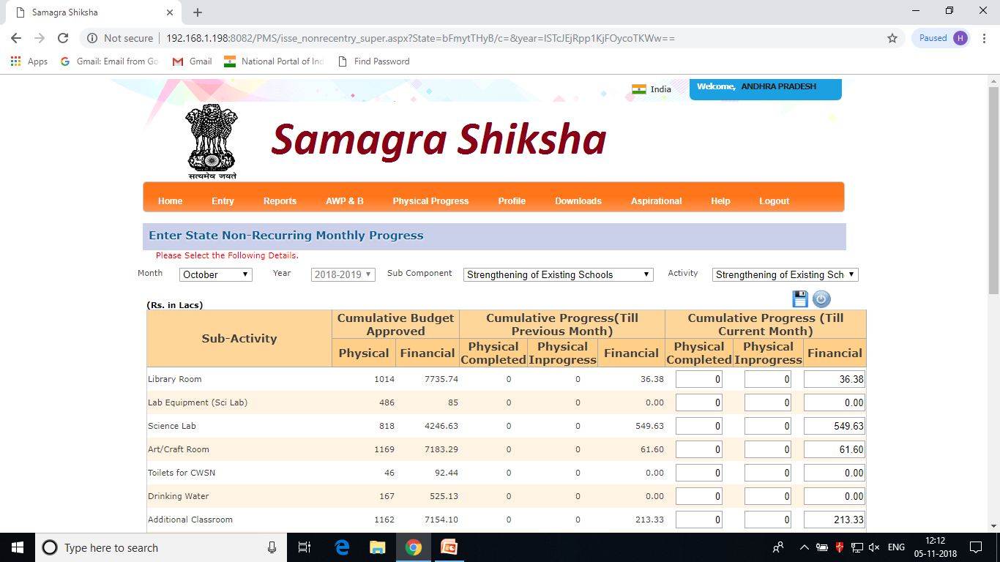 Samagra Shiksha
Not secure | 192.168.1.198:8082/PMS/isse_nonrecentry_super.aspx?State=bFmytTHyB/c=&year=lSTcJEjRpp1KjFOycoTKWw==
Paused H
Apps Gmail: Email from Go Gmail National Portal of Ind Find Password
India Welcome, ANDHRA PRADESH
Samagra Shiksha
सत्यमेव जयते
Home Entry Reports AWP & B Physical Progress Profile Downloads Aspirational Help Logout
Enter State Non-Recurring Monthly Progress
Please Select the Following Details.
Month October Year 2018-2019 Sub Component Strengthening of Existing Schools Activity Strengthening of Existing Sch
(Rs. in Lacs)
Sub-Activity Cumulative Budget Approved Cumulative Progress(Till Previous Month) Cumulative Progress (Till Current Month)
Physical Financial Physical Completed Physical Inprogress Financial Physical Completed Physical Inprogress Financial
Library Room 1014 7735.74 0 0 36.38 0 0 36.38
Lab Equipment (Sci Lab) 486 85 0 0 0.00 0 0 0.00
Science Lab 818 4246.63 0 0 549.63 0 0 549.63
Art/Craft Room 1169 7183.29 0 0 61.60 0 0 61.60
Toilets for CWSN 46 92.44 0 0 0.00 0 0 0.00
Drinking Water 167 525.13 0 0 0.00 0 0 0.00
Additional Classroom 1162 7154.10 0 0 213.33 0 0 213.33
Type here to search ENG 12:12
05-11-2018